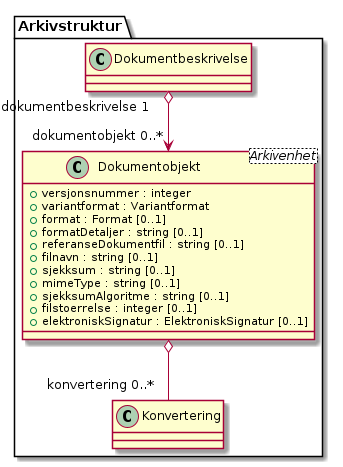 Arkivstruktur
C Dokumentbeskrivelse
dokumentbeskrivelse 1
dokumentobjekt 0..*
C Dokumentobjekt
Arkivenhet
versjonsnummer : integer
variantformat : Variantformat
format : Format [0..1]
formatDetaljer : string [0..1]
referanseDokumentfil : string [0..1]
filnavn : string [0..1]
sjekksum : string [0..1]
mimeType : string [0..1]
sjekksumAlgoritme : string [0..1]
filstoerrelse : integer [0..1]
elektroniskSignatur : ElektroniskSignatur [0..1]
konvertering 0..*
C Konvertering